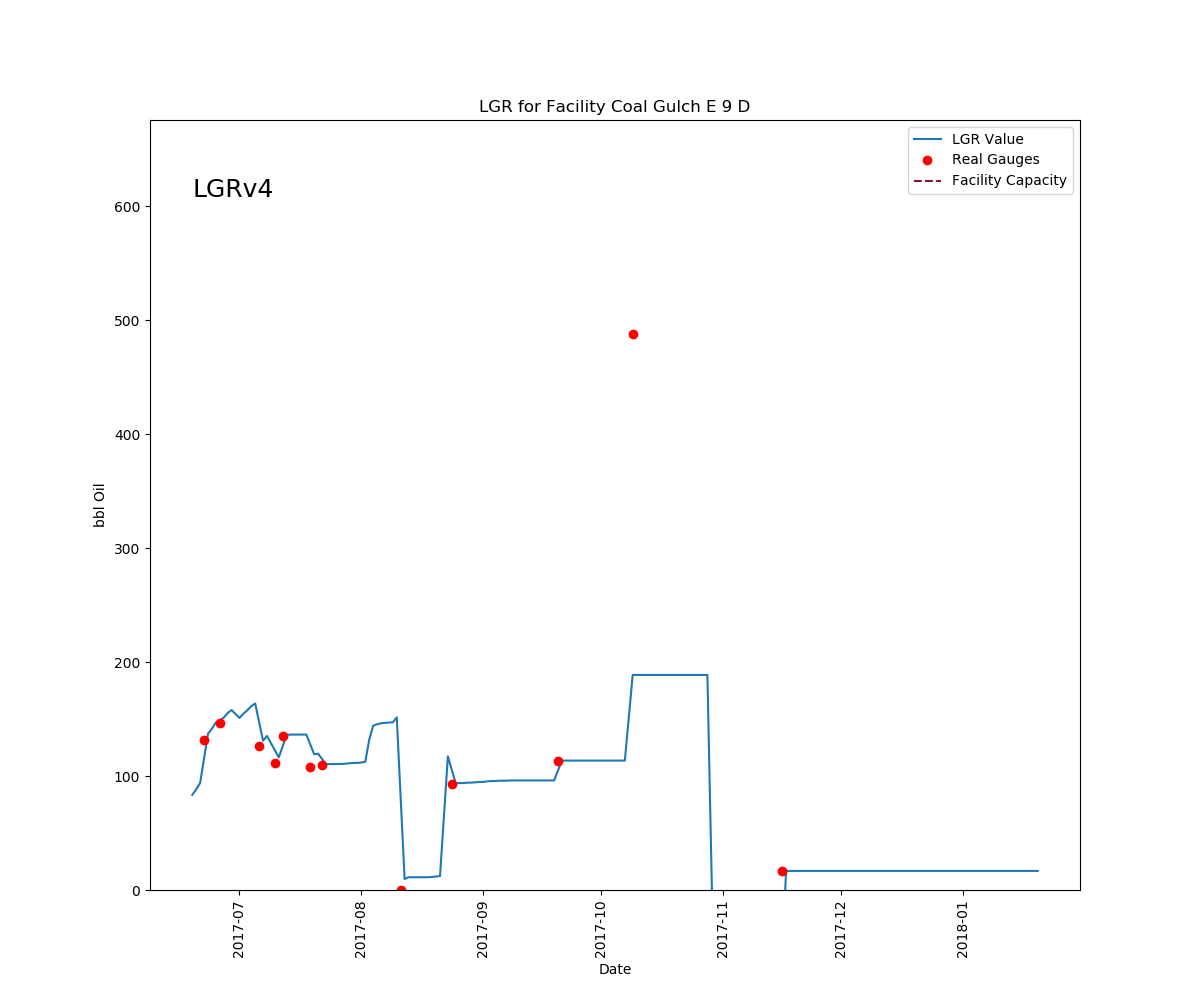 LGR for Facility Coal Gulch E 9 D
LGRv4
LGR Value
Real Gauges
Facility Capacity
bbl Oil
600
500
400
300
200
100
0
2017-07
2017-08
2017-09
2017-10
2017-11
2017-12
2018-01
Date